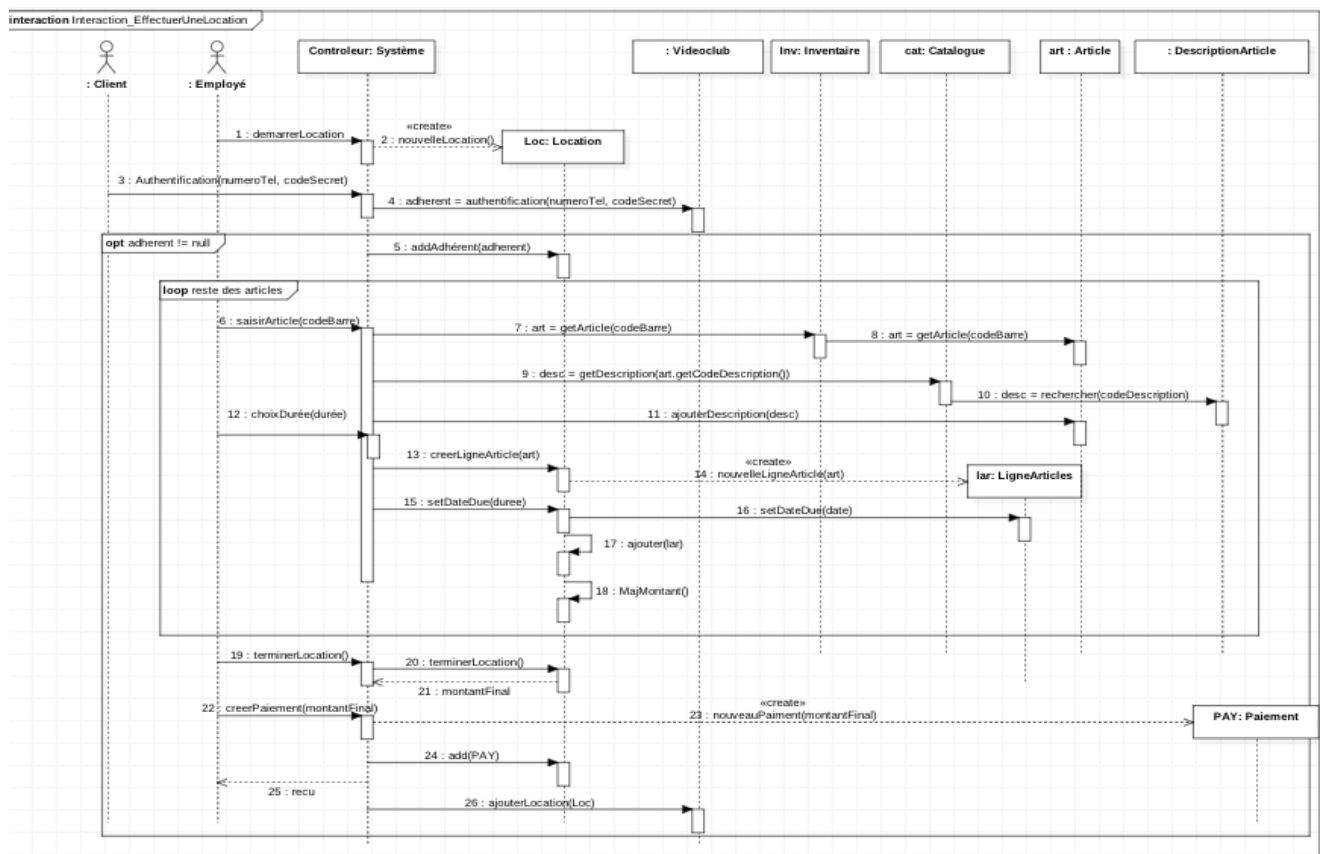 interaction Interaction_EffectuerUneLocation
Controleur: Système
: Videoclub
Inv: Inventaire
cat: Catalogue
art : Article
: DescriptionArticle
: Client
: Employé
1 : demarrerLocation
«create»
2 : nouvelleLocation()
Loc: Location
3 : Authentification(numeroTel, codeSecret)
4 : adherent = authentification(numeroTel, codeSecret)
opt adherent != null
5 : addAdhérent(adherent)
loop reste des articles
6 : saisirArticle(codeBarre)
7 : art = getArticle(codeBarre)
8 : art = getArticle(codeBarre)
9 : desc = getDescription(art.getCodeDescription())
10 : desc = rechercher(codeDescription)
12 : choixDurée(durée)
11 : ajouterDescription(desc)
13 : creerLigneArticle(art)
«create»
14 : nouvelleLigneArticle(art)
lar: LigneArticles
15 : setDateDue(duree)
16 : setDateDue(date)
17 : ajouter(lar)
18 : MajMontant()
19 : terminerLocation()
20 : terminerLocation()
21 : montantFinal
22 : creerPaiement(montantFinal)
«create»
23 : nouveauPaiment(montantFinal)
PAY: Paiement
24 : add(PAY)
25 : recu
26 : ajouterLocation(Loc)